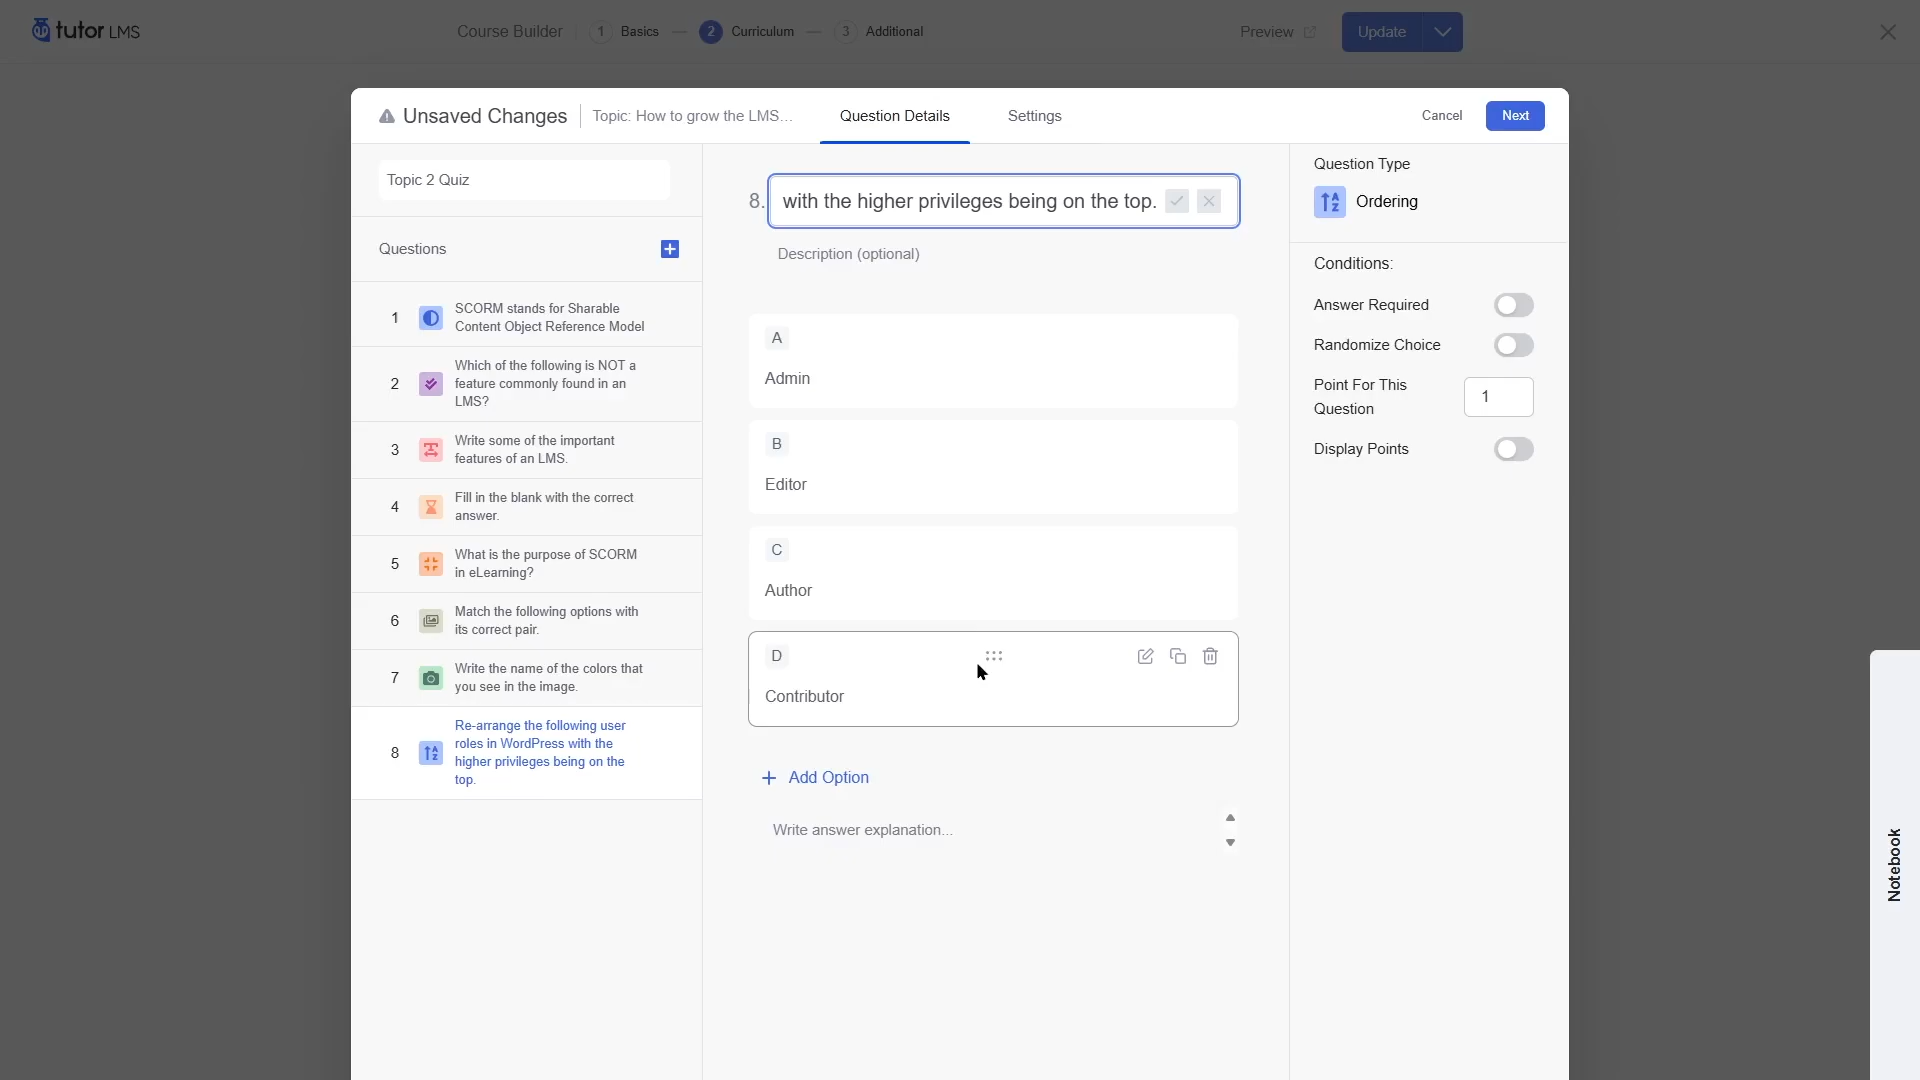 tutor LMS
Course Builder 1 Basics 2 Curriculum 3 Additional
Preview Update
Unsaved Changes Topic: How to grow the LMS... Question Details Settings Cancel Next
Topic 2 Quiz
Questions
1 SCORM stands for Sharable
Content Object Reference Model
2 Which of the following is NOT a
feature commonly found in an
LMS?
3 Write some of the important
features of an LMS.
4 Fill in the blank with the correct
answer.
5 What is the purpose of SCORM
in eLearning?
6 Match the following options with
its correct pair.
7 Write the name of the colors that
you see in the image.
8 Re-arrange the following user
roles in WordPress with the
higher privileges being on the
top.
8. with the higher privileges being on the top.
Description (optional)
A
Admin
B
Editor
C
Author
D
Contributor
Add Option
Write answer explanation...
Question Type
Ordering
Conditions:
Answer Required
Randomize Choice
Point For This
Question 1
Display Points
Notebook